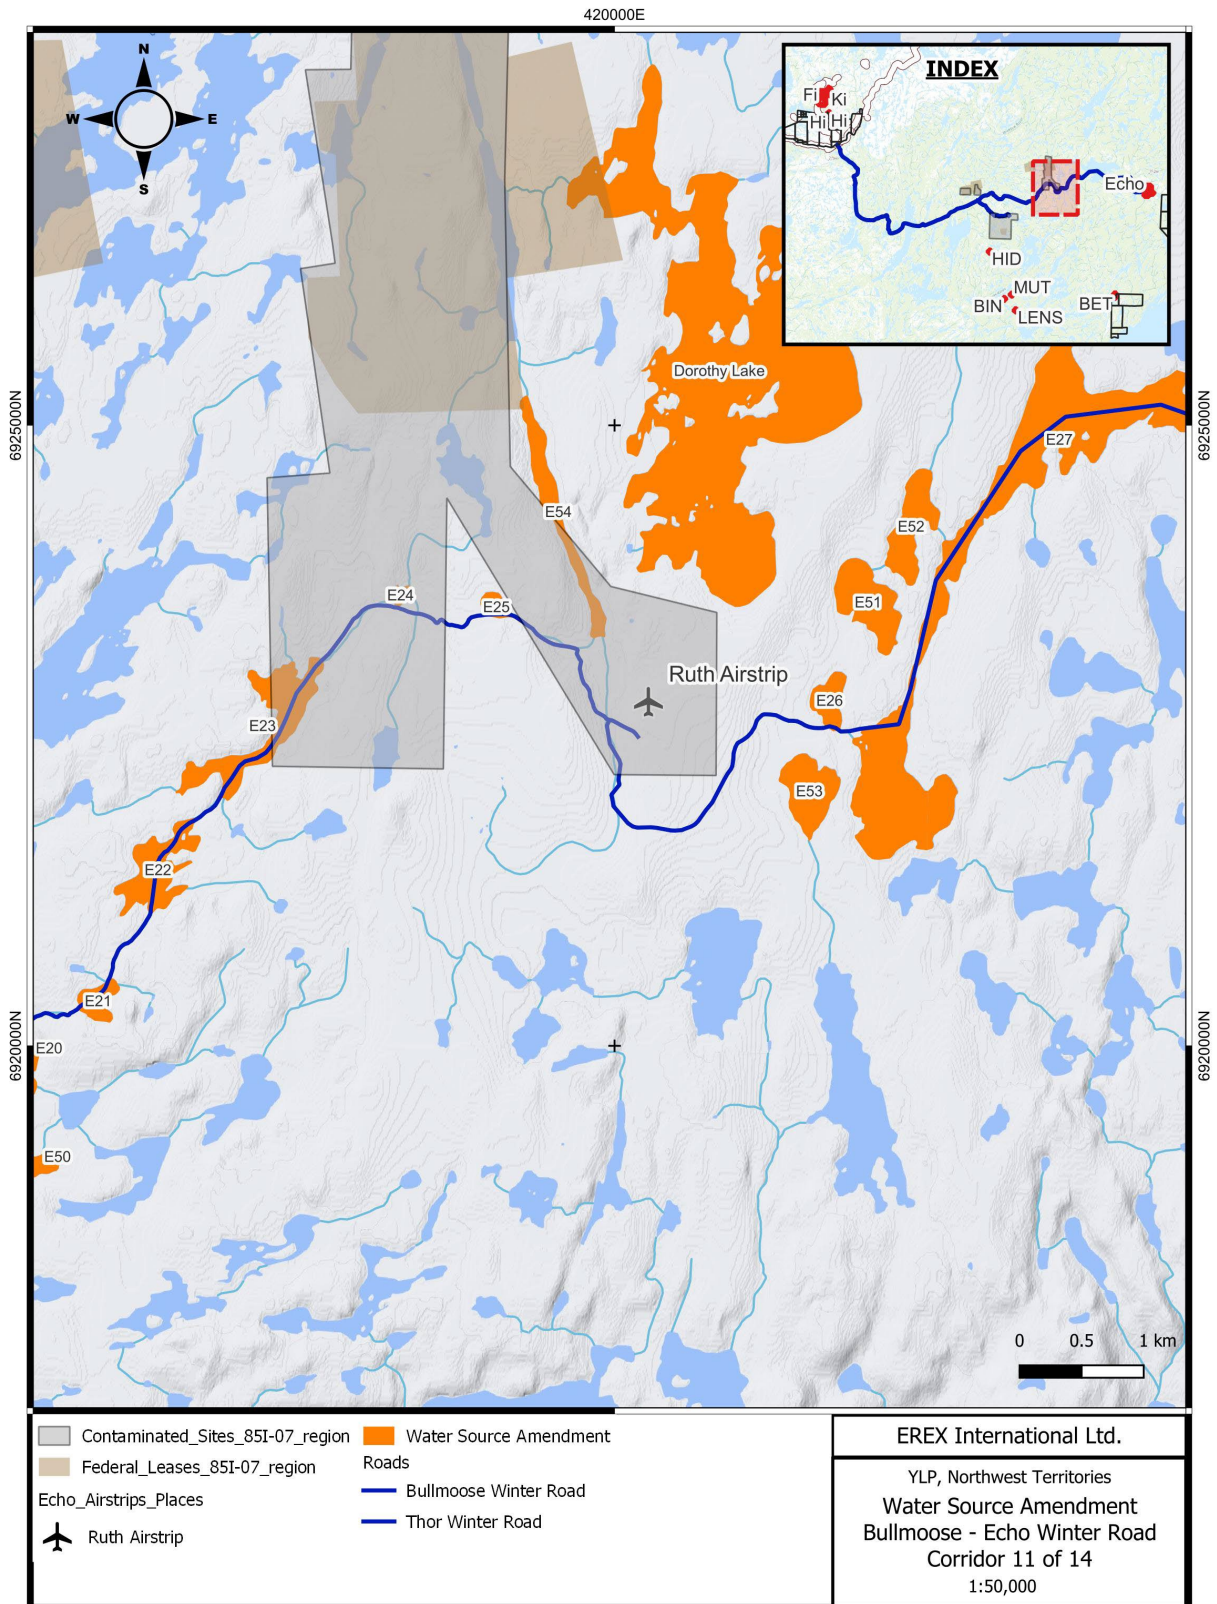 420000E
N
W
E
S
INDEX
Fi
Ki
Hi
Hi
Echo
HID
MUT
BIN
LENS
BET
Dorothy Lake
6925000N
6925000N
E27
E54
E52
E24
E25
E51
Ruth Airstrip
E26
E23
E53
E22
E21
E20
6920000N
6920000N
E50
0 0.5 1 km
Contaminated_Sites_85I-07_region
Federal_Leases_85I-07_region
Echo_Airstrips_Places
Ruth Airstrip
Water Source Amendment
Roads
Bullmoose Winter Road
Thor Winter Road
EREX International Ltd.
YLP, Northwest Territories
Water Source Amendment
Bullmoose - Echo Winter Road
Corridor 11 of 14
1:50,000